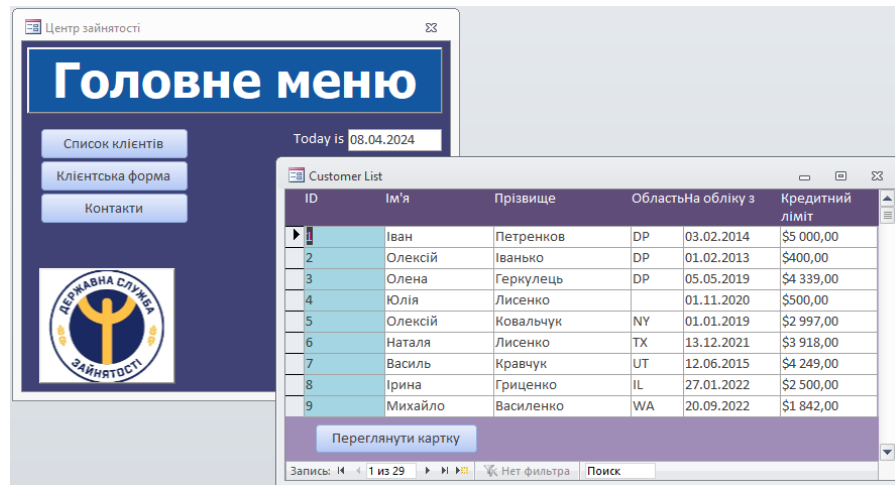 Центр зайнятості
Головне меню
Список клієнтів
Today is 08.04.2024
Клієнтська форма
Контакти
ДЕРЖАВНА СЛУЖБА
ЗАЙНЯТОСТІ
Customer List
ID Ім'я Прізвище Область На обліку з Кредитний
ліміт
1 Іван Петренков DP 03.02.2014 $5 000,00
2 Олексій Іванько DP 01.02.2013 $400,00
3 Олена Геркулець DP 05.05.2019 $4 339,00
4 Юлія Лисенко 01.11.2020 $500,00
5 Олексій Ковальчук NY 01.01.2019 $2 997,00
6 Наталя Лисенко TX 13.12.2021 $3 918,00
7 Василь Кравчук UT 12.06.2015 $4 249,00
8 Ірина Гриценко IL 27.01.2022 $2 500,00
9 Михайло Василенко WA 20.09.2022 $1 842,00
Переглянути картку
Запись: 1 из 29 Нет фильтра Поиск